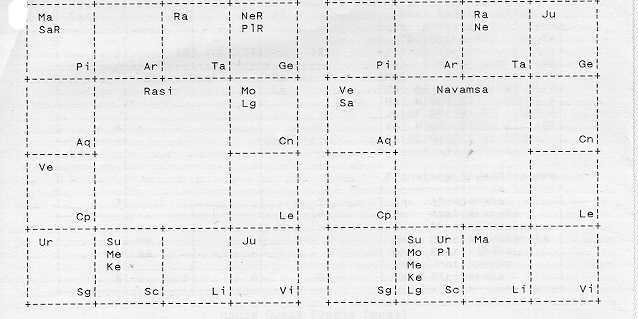 Ma Ra NeR Ra Ju
SaR PlR Ne
Pi Ar Ta Ge Pi Ar Ta Ge
Rasi Mo Ve Navamsa
Lg Sa
Aq Cn Aq Cn
Ve
Cp Le Cp Le
Ur Su Ju Su Ur Ma
Me Mo Pl
Ke Me
Ke
Sg Sc Li Vi Sg Lg Sc Li Vi